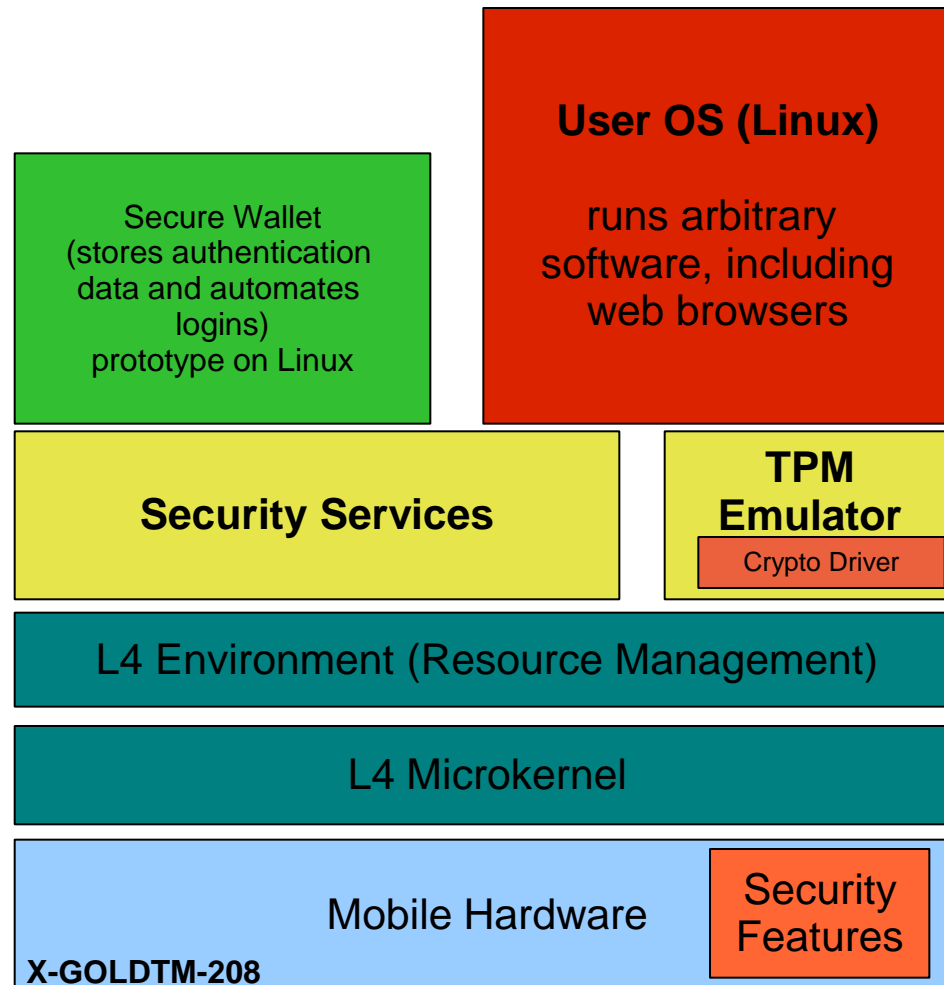 User OS (Linux)
runs arbitrary
software, including
web browsers
Secure Wallet
(stores authentication
data and automates
logins)
prototype on Linux
Security Services
TPM
Emulator
Crypto Driver
L4 Environment (Resource Management)
L4 Microkernel
Mobile Hardware
Security
Features
X-GOLDTM-208